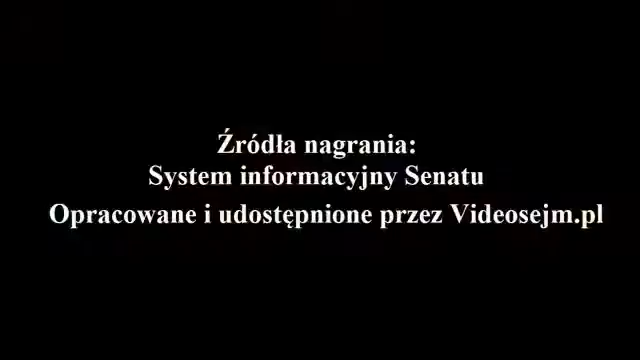 Źródła nagrania:
System informacyjny Senatu
Opracowane i udostępnione przez Videosejm.pl